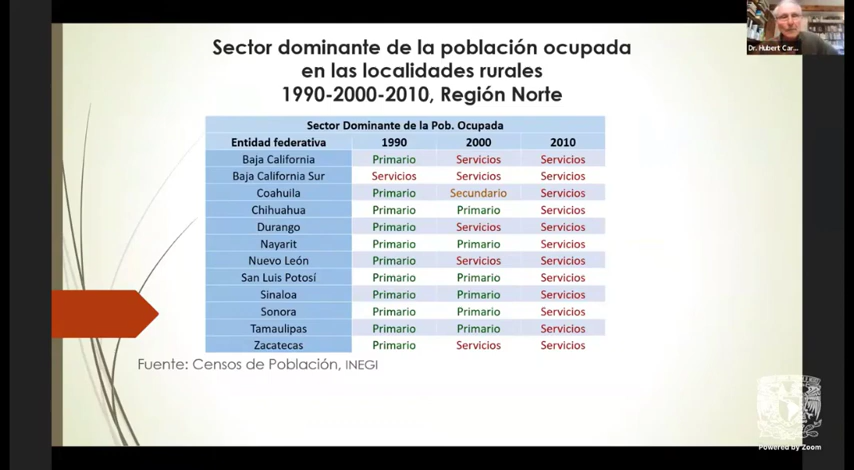 Sector dominante de la población ocupada
en las localidades rurales
1990-2000-2010, Región Norte
Dr. Hubert Car...
Sector Dominante de la Pob. Ocupada
Entidad federativa 1990 2000 2010
Baja California Primario Servicios Servicios
Baja California Sur Servicios Servicios Servicios
Coahuila Primario Secundario Servicios
Chihuahua Primario Primario Servicios
Durango Primario Servicios Servicios
Nayarit Primario Primario Servicios
Nuevo León Primario Servicios Servicios
San Luis Potosí Primario Primario Servicios
Sinaloa Primario Primario Servicios
Sonora Primario Primario Servicios
Tamaulipas Primario Primario Servicios
Zacatecas Primario Servicios Servicios
Fuente: Censos de Población, INEGI
Powered by Zoom